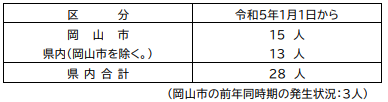 区　　分　令和5年1月1日から
岡　山　市　15　人
県内(岡山市を除く。)　13　人
県 内 合 計　28　人
(岡山市の前年同時期の発生状況:3人)